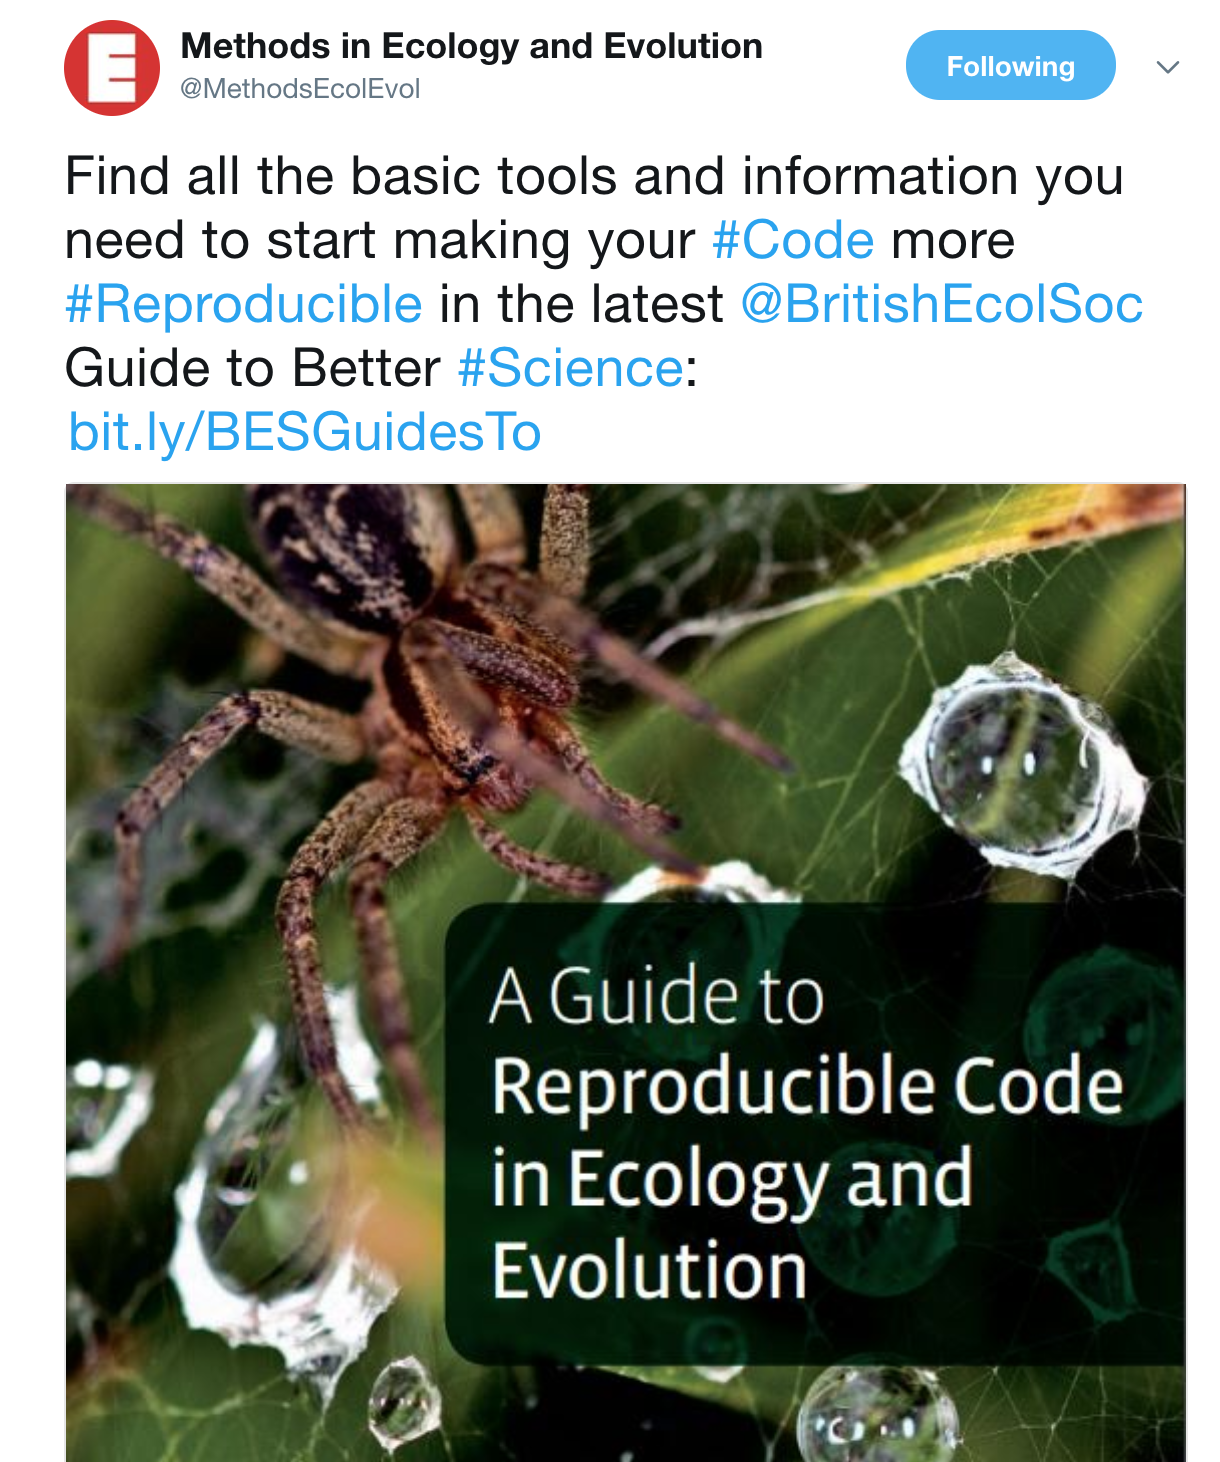 E
Methods in Ecology and Evolution
@MethodsEcolEvol
Following
Find all the basic tools and information you
need to start making your #Code more
#Reproducible in the latest @BritishEcolSoc
Guide to Better #Science:
bit.ly/BESGuidesTo
A Guide to
Reproducible Code
in Ecology and
Evolution